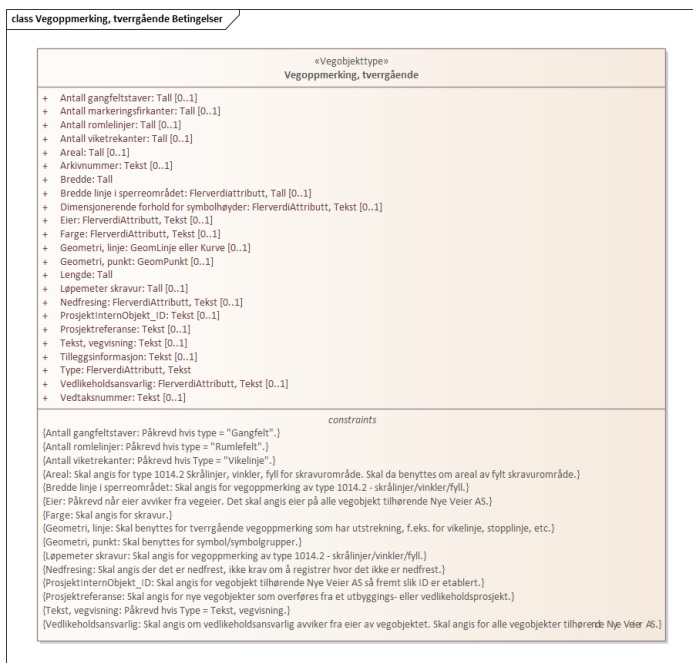 class Vegoppmerking, tverrgående Betingelser
«Vegobjekttype»
Vegoppmerking, tverrgående
+ Antall gangfeltstaver: Tall [0..1]
+ Antall markeringsfirkanter: Tall [0..1]
+ Antall romlelinjer: Tall [0..1]
+ Antall viketrekanter: Tall [0..1]
+ Areal: Tall [0..1]
+ Arkivnummer: Tekst [0..1]
+ Bredde: Tall
+ Bredde linje i sperreområdet: Flerverdiattributt, Tall [0..1]
+ Dimensjonerende forhold for symbolhøyder: FlerverdiAttributt, Tekst [0..1]
+ Eier: FlerverdiAttributt, Tekst [0..1]
+ Farge: FlerverdiAttributt, Tekst [0..1]
+ Geometri, linje: GeomLinje eller Kurve [0..1]
+ Geometri, punkt: GeomPunkt [0..1]
+ Lengde: Tall
+ Løpemeter skravur: Tall [0..1]
+ Nedfresing: FlerverdiAttributt, Tekst [0..1]
+ ProsjektInternObjekt_ID: Tekst [0..1]
+ Prosjektreferanse: Tekst [0..1]
+ Tekst, vegvisning: Tekst [0..1]
+ Tilleggsinformasjon: Tekst [0..1]
+ Type: FlerverdiAttributt, Tekst
+ Vedlikeholdsansvarlig: FlerverdiAttributt, Tekst [0..1]
+ Vedtaksnummer: Tekst [0..1]
constraints
{Antall gangfeltstaver: Påkrevd hvis type = "Gangfelt".}
{Antall romlelinjer: Påkrevd hvis type = "Rumlefelt".}
{Antall viketrekanter: Påkrevd hvis Type = "Vikelinje".}
{Areal: Skal angis for type 1014.2 Skrålinjer, vinkler, fyll for skravurområde. Skal da benyttes om areal av fylt skravurområde.}
{Bredde linje i sperreområdet: Skal angis for vegoppmerking av type 1014.2 - skrålinjer/vinkler/fyll.}
{Eier: Påkrevd når eier avviker fra vegeier. Det skal angis eier på alle vegobjekt tilhørende Nye Veier AS.}
{Farge: Skal angis for skravur.}
{Geometri, linje: Skal benyttes for tverrgående vegoppmerking som har utstrekning, f.eks. for vikelinje, stopplinje, etc.}
{Geometri, punkt: Skal benyttes for symbol/symbolgrupper.}
{Løpemeter skravur: Skal angis for vegoppmerking av type 1014.2 - skrålinjer/vinkler/fyll.}
{Nedfresing: Skal angis der det er nedfrest, ikke krav om å registrer hvor det ikke er nedfrest.}
{ProsjektInternObjekt_ID: Skal angis for vegobjekt tilhørende Nye Veier AS så fremt slik ID er etablert.}
{Prosjektreferanse: Skal angis for nye vegobjekter som overføres fra et utbyggings- eller vedlikeholdsprosjekt.}
{Tekst, vegvisning: Påkrevd hvis Type = Tekst, vegvisning.}
{Vedlikeholdsansvarlig: Skal angis om vedlikeholdsansvarlig avviker fra eier av vegobjektet. Skal angis for alle vegobjekter tilhørende Nye Veier AS.}